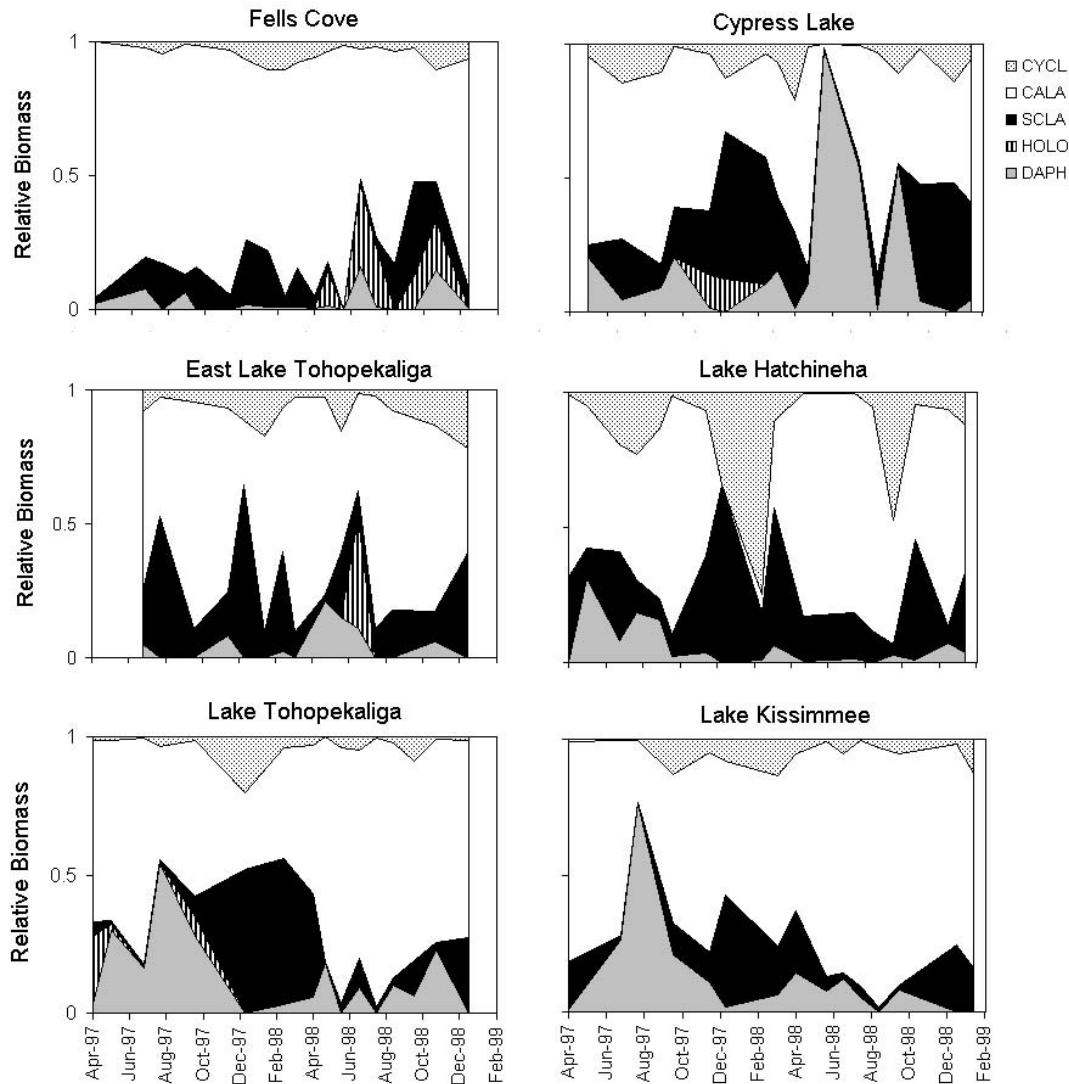 Fells Cove
Cypress Lake
CYCL
CALA
SCLA
HOLO
DAPH
Relative Biomass
1
0.5
0
East Lake Tohopekaliga
Lake Hatchineha
Relative Biomass
1
0.5
0
Lake Tohopekaliga
Lake Kissimmee
Relative Biomass
1
0.5
0
Apr-97
Jun-97
Aug-97
Oct-97
Dec-97
Feb-98
Apr-98
Jun-98
Aug-98
Oct-98
Dec-98
Feb-99
Apr-97
Jun-97
Aug-97
Oct-97
Dec-97
Feb-98
Apr-98
Jun-98
Aug-98
Oct-98
Dec-98
Feb-99